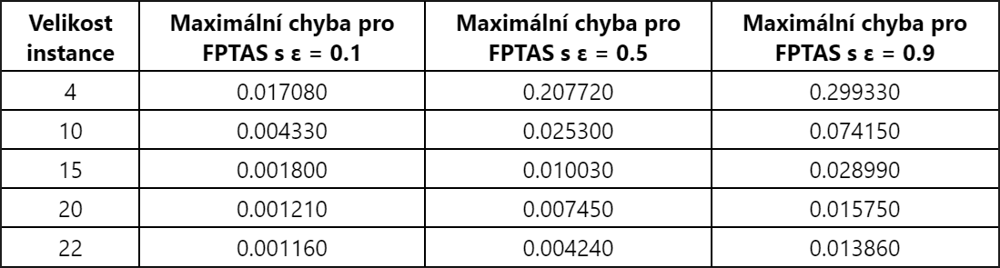 Velikost instance | Maximální chyba pro FPTAS s ε = 0.1 | Maximální chyba pro FPTAS s ε = 0.5 | Maximální chyba pro FPTAS s ε = 0.9
4 | 0.017080 | 0.207720 | 0.299330
10 | 0.004330 | 0.025300 | 0.074150
15 | 0.001800 | 0.010030 | 0.028990
20 | 0.001210 | 0.007450 | 0.015750
22 | 0.001160 | 0.004240 | 0.013860